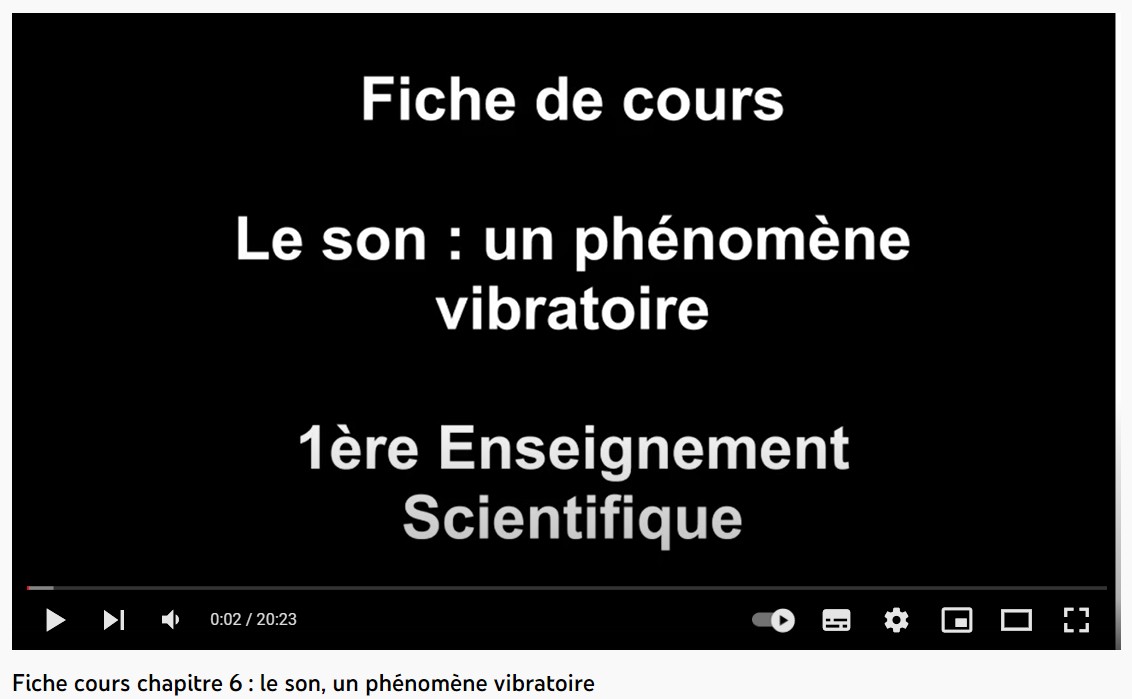 Fiche de cours
Le son : un phénomène
vibratoire
1ère Enseignement
Scientifique
0:02 / 20:23
Fiche cours chapitre 6 : le son, un phénomène vibratoire